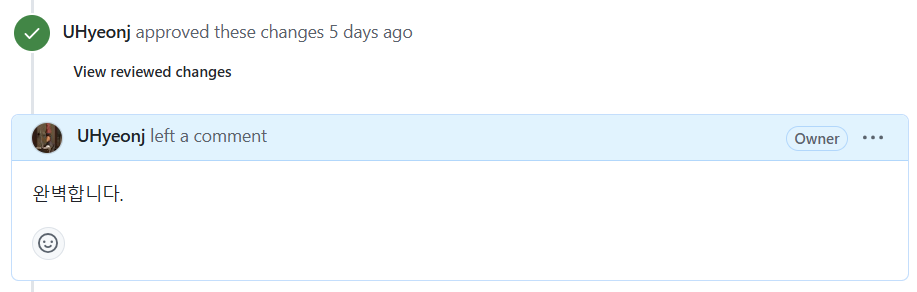 UHyeonj approved these changes 5 days ago
View reviewed changes
UHyeonj left a comment
Owner
완벽합니다.